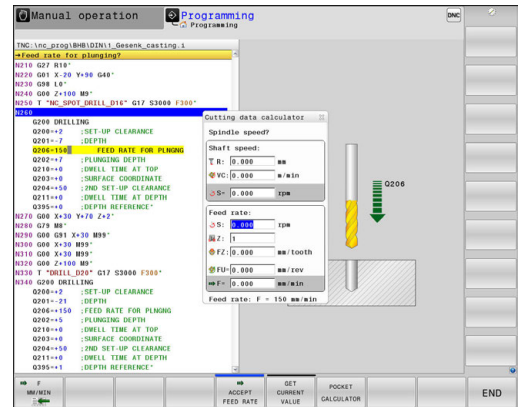 Manual operation
Programming
Programming
DNC
TNC:\nc_prog\BHB\DIN\1_Gesenk_casting.i
→Feed rate for plunging?
N210 G27 R10*
N220 G01 X-20 Y+90 G40*
N230 G98 L0*
N240 G00 Z+100 M9*
N250 T "NC_SPOT_DRILL_D16" G17 S3000 F300*
N260
G200 DRILLING
Q200=+2 ;SET-UP CLEARANCE
Q201=-7 ;DEPTH
Q206=150 FEED RATE FOR PLNGNG
Q202=+7 ;PLUNGING DEPTH
Q210=+0 ;DWELL TIME AT TOP
Q203=+0 ;SURFACE COORDINATE
Q204=+50 ;2ND SET-UP CLEARANCE
Q211=+0 ;DWELL TIME AT DEPTH
Q395=+0 ;DEPTH REFERENCE*
N270 G00 X+30 Y+70 Z+2*
N280 G79 M8*
N290 G00 G91 X+30 M99*
N300 G00 X+30 M99*
N310 G00 X+30 M99*
N320 G00 Z+100 M9*
N330 T "DRILL_D20" G17 S3000 F300*
N340 G200 DRILLING
Q200=+2 ;SET-UP CLEARANCE
Q201=-21 ;DEPTH
Q206=+150 ;FEED RATE FOR PLNGNG
Q202=+5 ;PLUNGING DEPTH
Q210=+0 ;DWELL TIME AT TOP
Q203=+0 ;SURFACE COORDINATE
Q204=+50 ;2ND SET-UP CLEARANCE
Q211=+0 ;DWELL TIME AT DEPTH
Q395=+1 ;DEPTH REFERENCE*
Cutting data calculator
Spindle speed?
Shaft speed:
R: 0.000 mm
VC: 0.000 m/min
S= 0.000 rpm
Feed rate:
S: 0.000 rpm
Z: 1
FZ: 0.000 mm/tooth
FU= 0.000 mm/rev
F= 0.000 mm/min
Feed rate: F = 150 mm/min
Q206
F
MM/MIN
ACCEPT
FEED RATE
GET
CURRENT
VALUE
POCKET
CALCULATOR
END